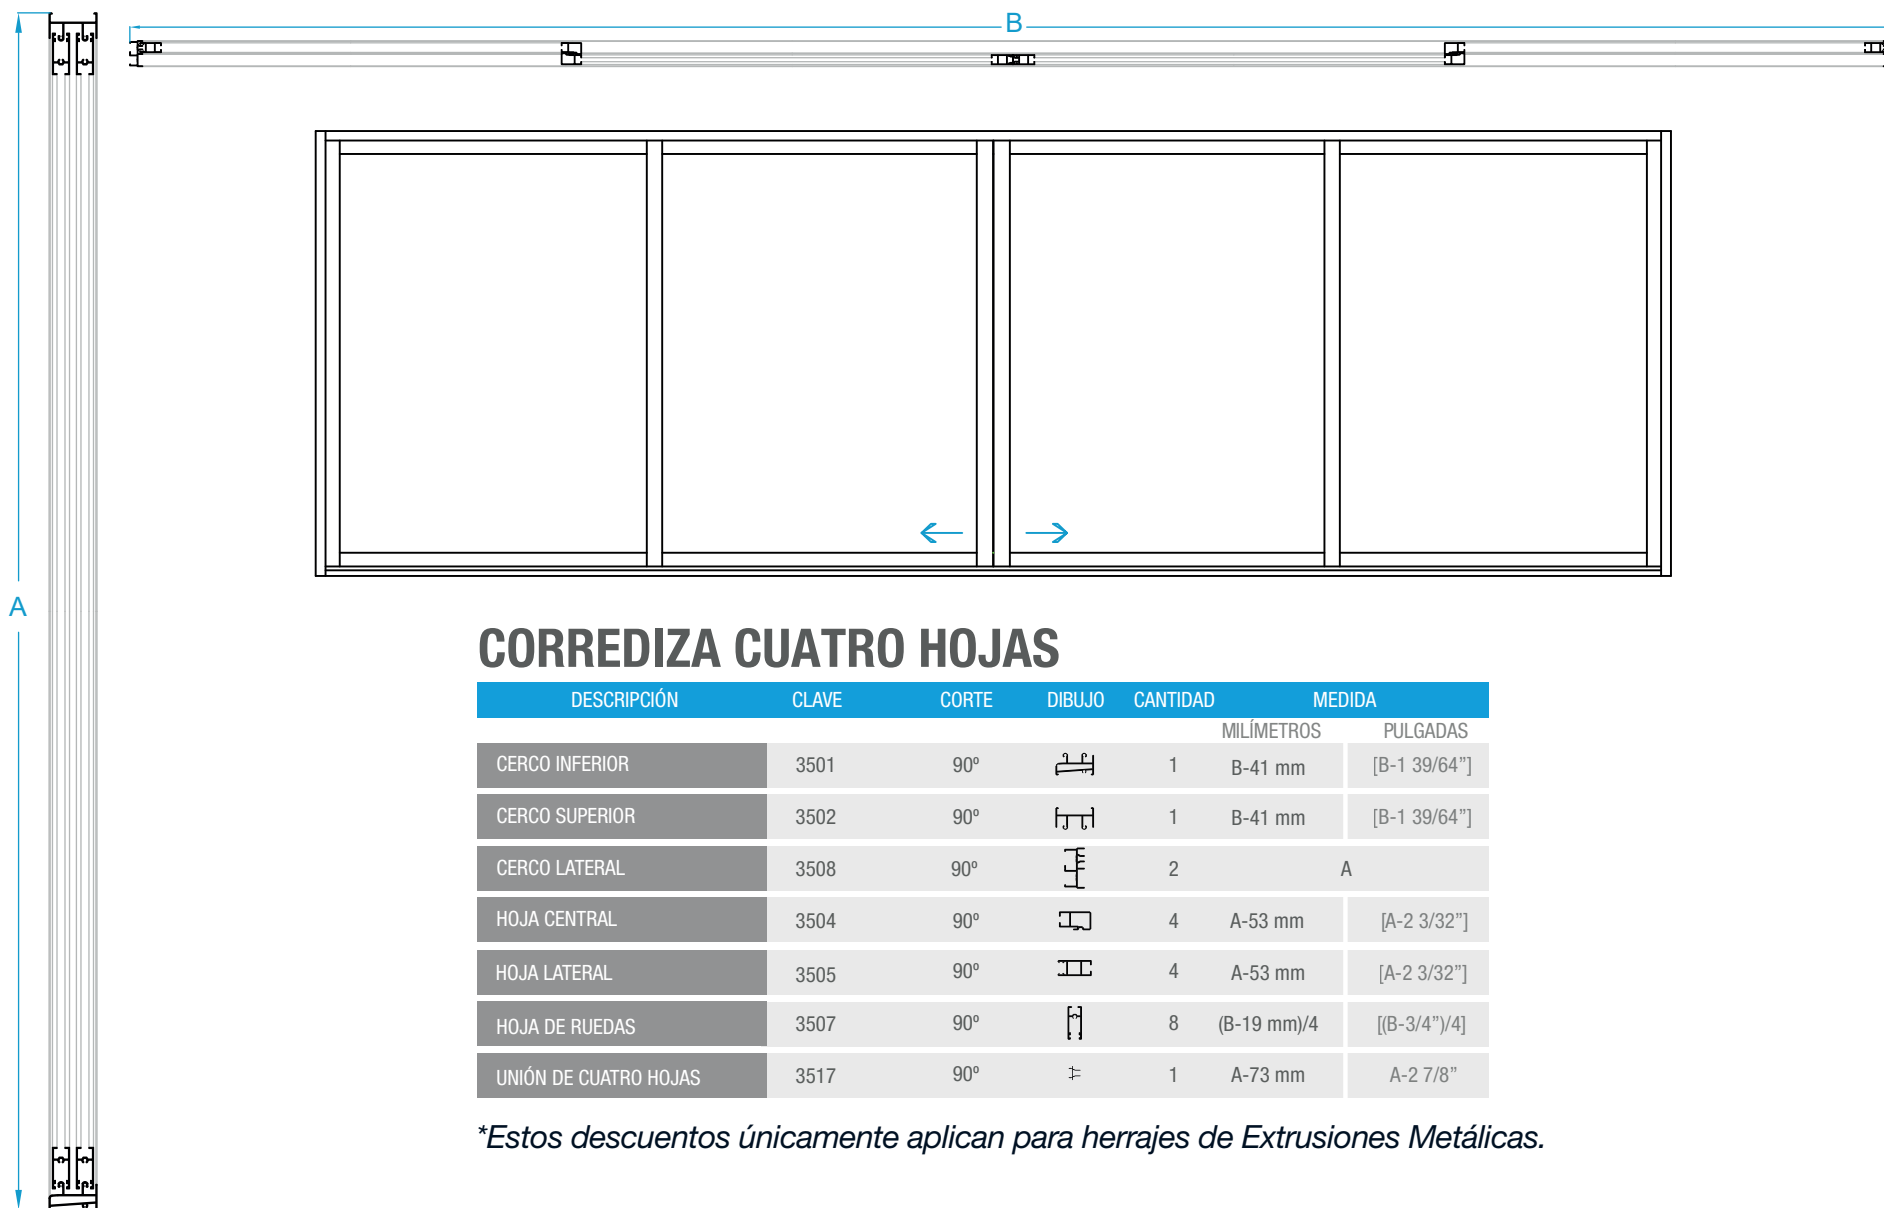 B
A
CORREDIZA CUATRO HOJAS
DESCRIPCIÓN CLAVE CORTE DIBUJO CANTIDAD MEDIDA
MILÍMETROS PULGADAS
CERCO INFERIOR 3501 90º 1 B-41 mm [B-1 39/64”]
CERCO SUPERIOR 3502 90º 1 B-41 mm [B-1 39/64”]
CERCO LATERAL 3508 90º 2 A
HOJA CENTRAL 3504 90º 4 A-53 mm [A-2 3/32”]
HOJA LATERAL 3505 90º 4 A-53 mm [A-2 3/32”]
HOJA DE RUEDAS 3507 90º 8 (B-19 mm)/4 [(B-3/4”)/4]
UNIÓN DE CUATRO HOJAS 3517 90º 1 A-73 mm A-2 7/8”
*Estos descuentos únicamente aplican para herrajes de Extrusiones Metálicas.